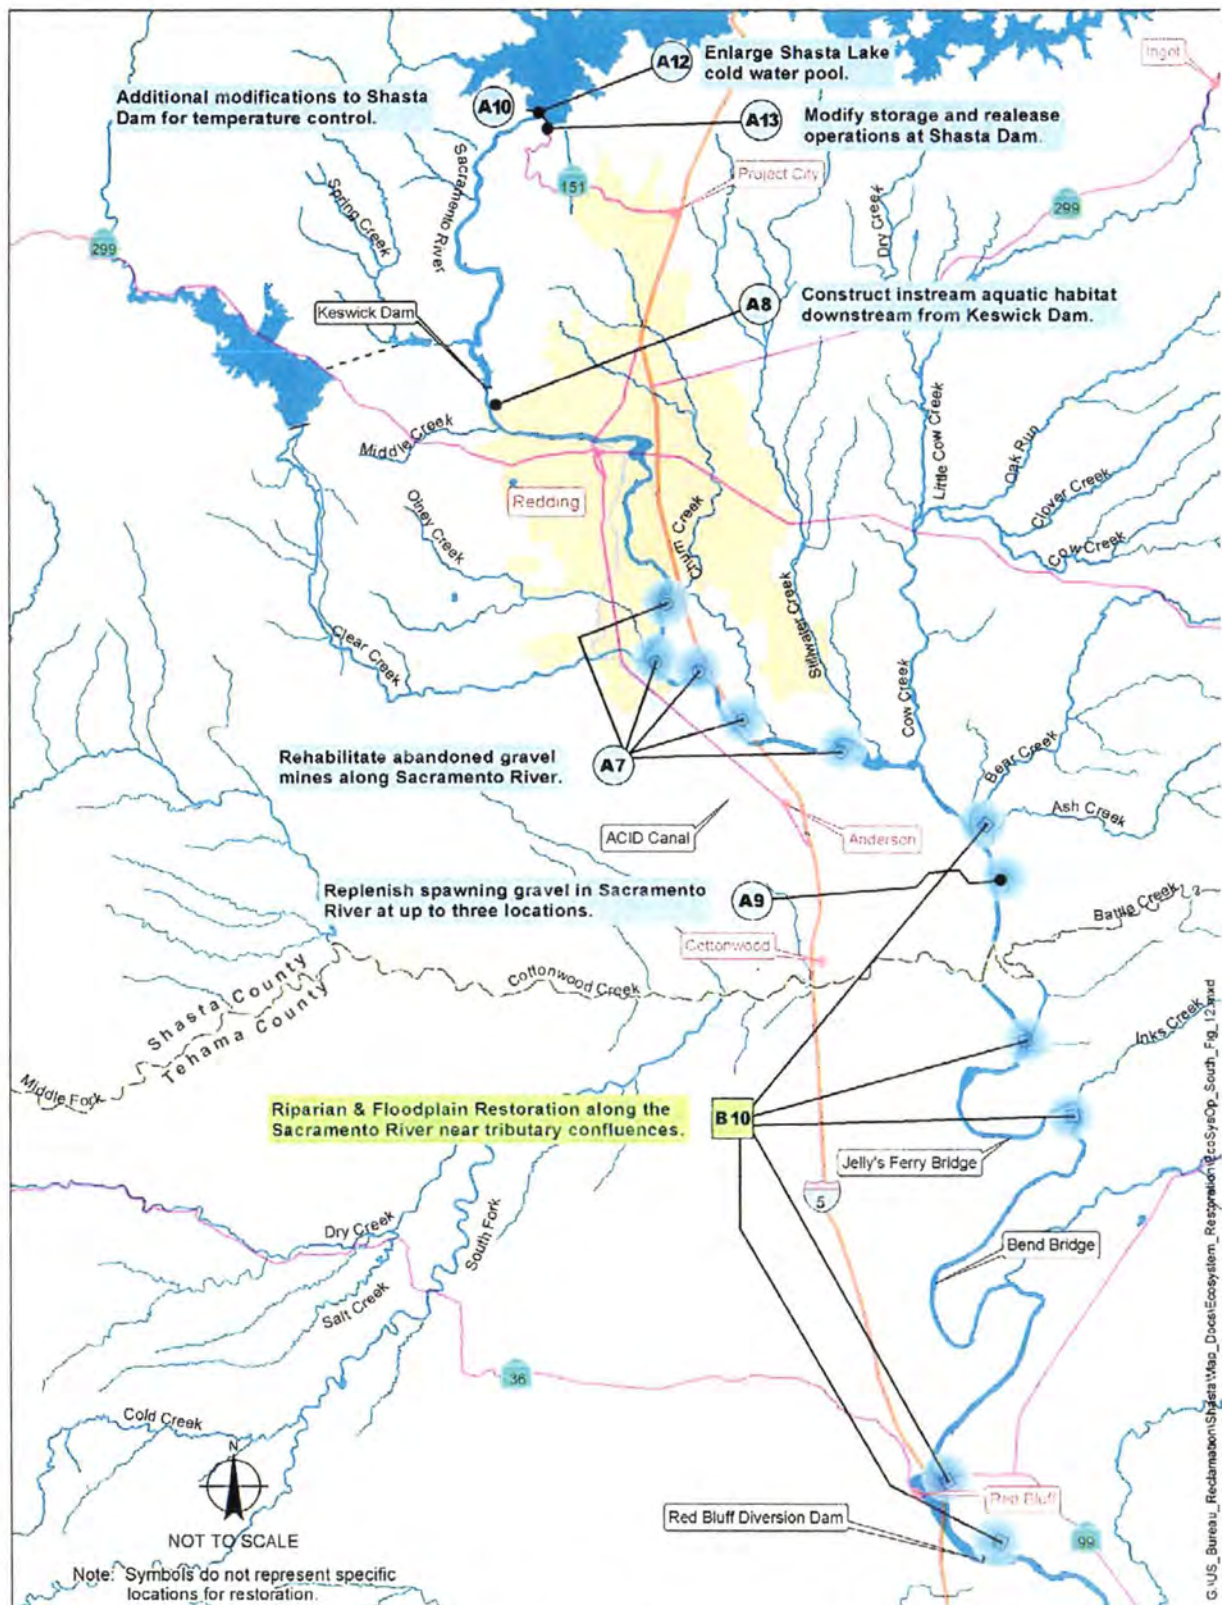 A12
Enlarge Shasta Lake
cold water pool.
Ingot
Additional modifications to Shasta
Dam for temperature control.
A10
A13
Modify storage and realease
operations at Shasta Dam.
Sacramento River
Spring Creek
151
Project City
299
299
Dry Creek
Keswick Dam
A8
Construct instream aquatic habitat
downstream from Keswick Dam.
Middle Creek
Little Cow Creek
Oak Run
Clover Creek
Cow Creek
Redding
Olney Creek
Churn Creek
Stillwater Creek
Clear Creek
Cow Creek
Rehabilitate abandoned gravel
mines along Sacramento River.
A7
Bear Creek
Ash Creek
ACID Canal
Anderson
Replenish spawning gravel in Sacramento
River at up to three locations.
A9
Battle Creek
Cottonwood
Cottonwood Creek
Shasta County
Tehama County
Inks Creek
Middle Fork
Riparian & Floodplain Restoration along the
Sacramento River near tributary confluences.
B10
Jelly's Ferry Bridge
5
Dry Creek
South Fork
Bend Bridge
Salt Creek
36
Cold Creek
N
NOT TO SCALE
Red Bluff
Red Bluff Diversion Dam
99
Note: Symbols do not represent specific
locations for restoration.
G:\US_Bureau_Reclamation\Shasta\Map_Docs\Ecosystem_Restoration\EcoSysOp_South_Fig_12.mxd